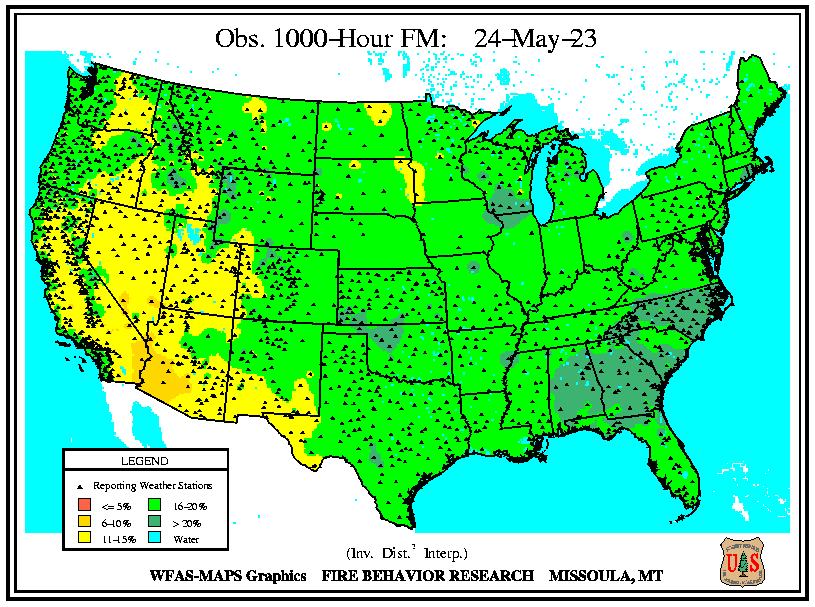 Obs. 1000-Hour FM: 24-May-23
LEGEND
Reporting Weather Stations
<= 5% 16-20%
6-10% > 20%
11-15% Water
(Inv. Dist.² Interp.)
WFAS-MAPS Graphics FIRE BEHAVIOR RESEARCH MISSOULA, MT
U S